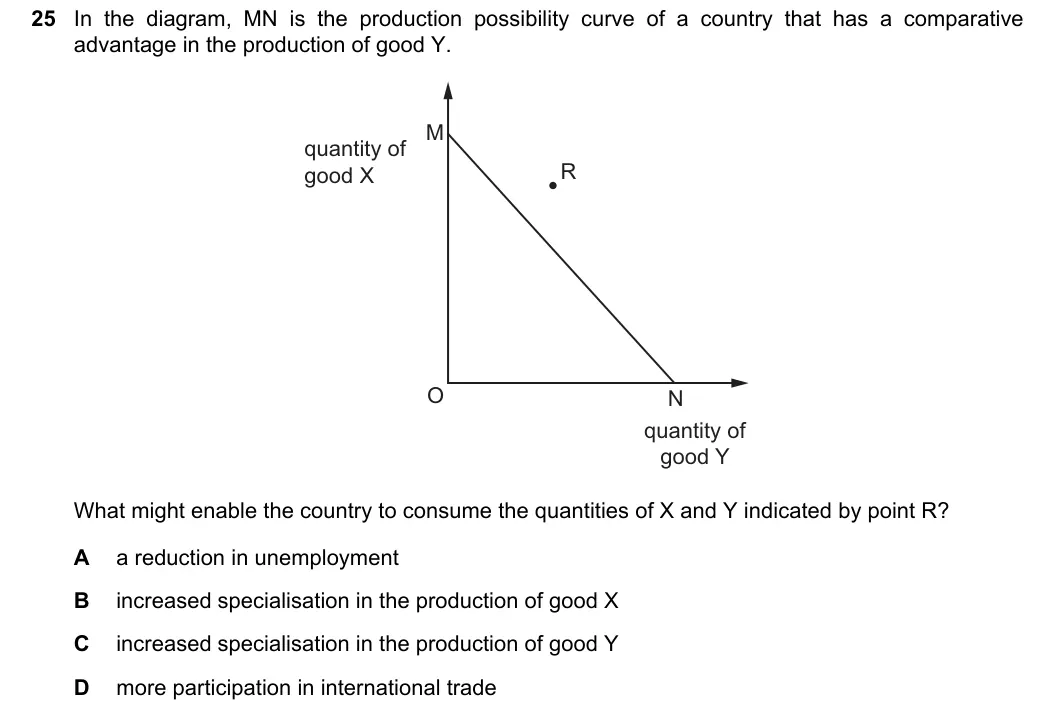 25 In the diagram, MN is the production possibility curve of a country that has a comparative
advantage in the production of good Y.
M
quantity of
good X
R
O
N
quantity of
good Y
What might enable the country to consume the quantities of X and Y indicated by point R?
A a reduction in unemployment
B increased specialisation in the production of good X
C increased specialisation in the production of good Y
D more participation in international trade